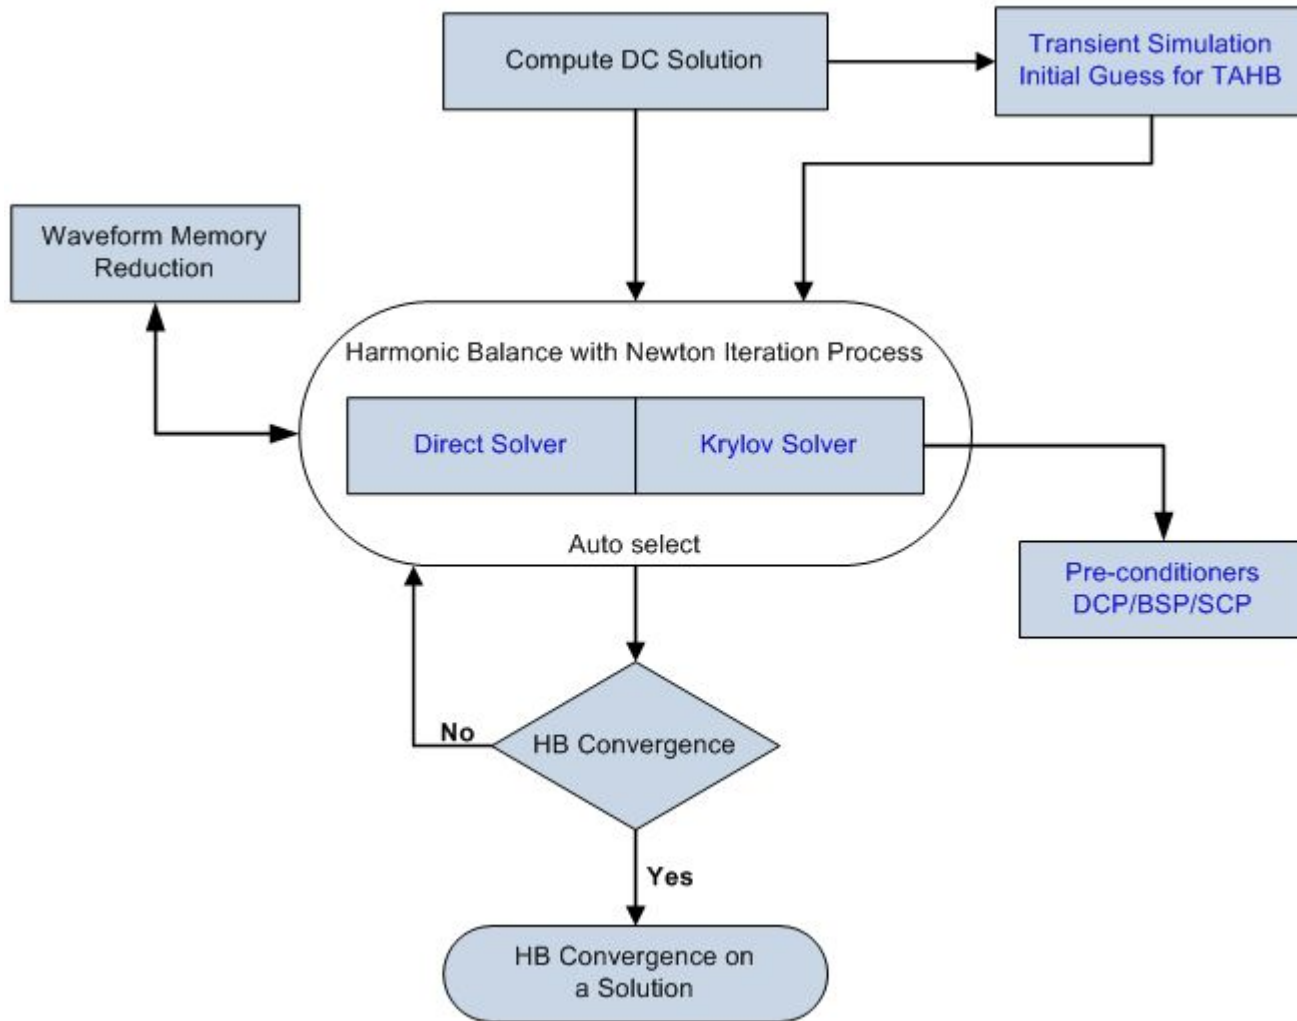 Compute DC Solution
Transient Simulation
Initial Guess for TAHB
Waveform Memory
Reduction
Harmonic Balance with Newton Iteration Process
Direct Solver
Krylov Solver
Auto select
Pre-conditioners
DCP/BSP/SCP
No
HB Convergence
Yes
HB Convergence on
a Solution